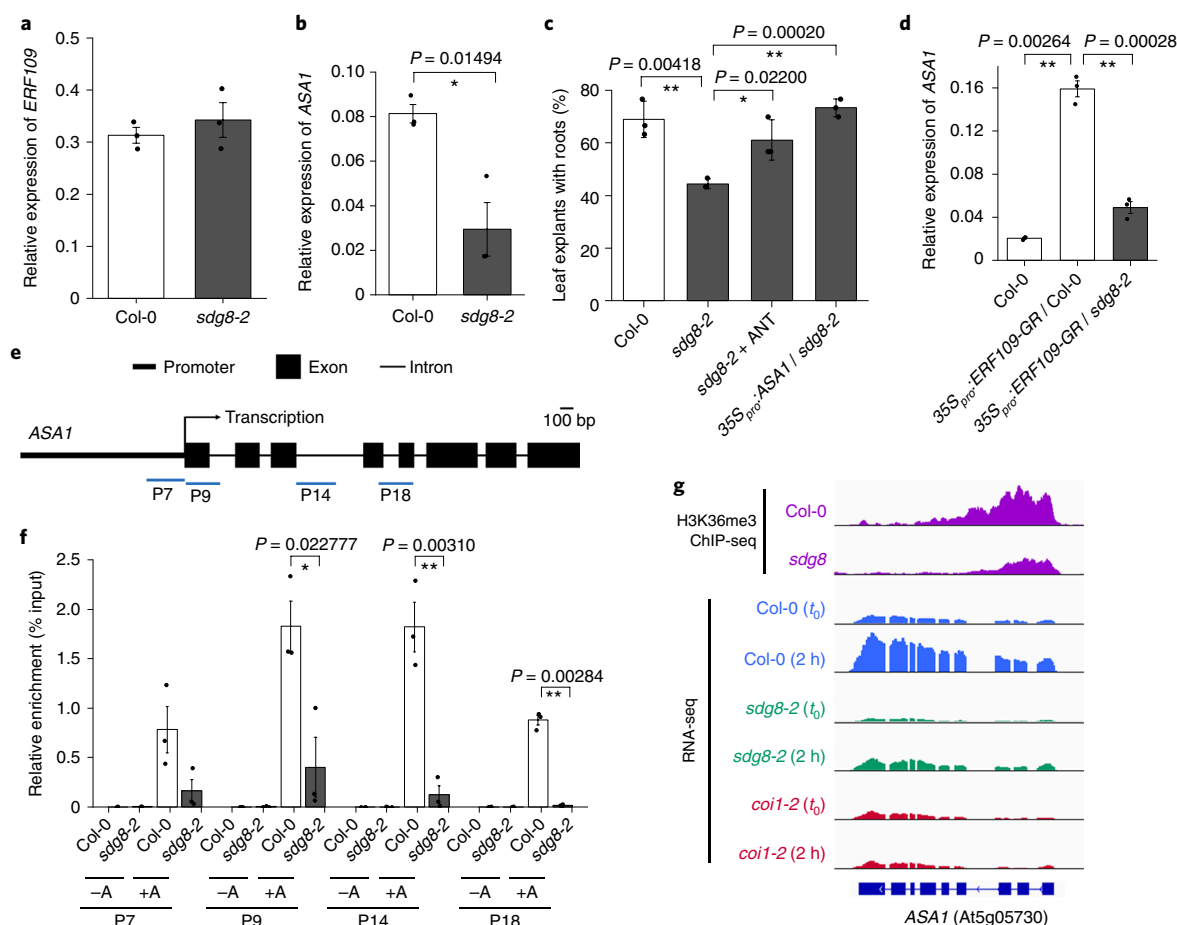 a
Relative expression of ERF109
0.5
0.4
0.3
0.2
0.1
0
Col-0
sdg8-2
b
Relative expression of ASA1
P = 0.01494
*
0.10
0.08
0.06
0.04
0.02
0
Col-0
sdg8-2
c
Leaf explants with roots (%)
P = 0.00020
**
P = 0.00418
**
P = 0.02200
*
80
60
40
20
0
Col-0
sdg8-2
sdg8-2 + ANT
35Spro:ASA1 / sdg8-2
d
Relative expression of ASA1
P = 0.00264
**
P = 0.00028
**
0.16
0.12
0.08
0.04
0
Col-0
35Spro:ERF109-GR / Col-0
35Spro:ERF109-GR / sdg8-2
e
Promoter
Exon
Intron
ASA1
Transcription
100 bp
P7
P9
P14
P18
f
Relative enrichment (% input)
2.5
2.0
1.5
1.0
0.5
0
P = 0.022777
*
P = 0.00310
**
P = 0.00284
**
Col-0 sdg8-2 Col-0 sdg8-2 Col-0 sdg8-2 Col-0 sdg8-2 Col-0 sdg8-2 Col-0 sdg8-2 Col-0 sdg8-2 Col-0 sdg8-2
–A +A –A +A –A +A –A +A
P7 P9 P14 P18
g
H3K36me3
ChIP-seq
Col-0
sdg8
RNA-seq
Col-0 (t0)
Col-0 (2 h)
sdg8-2 (t0)
sdg8-2 (2 h)
coi1-2 (t0)
coi1-2 (2 h)
ASA1 (At5g05730)